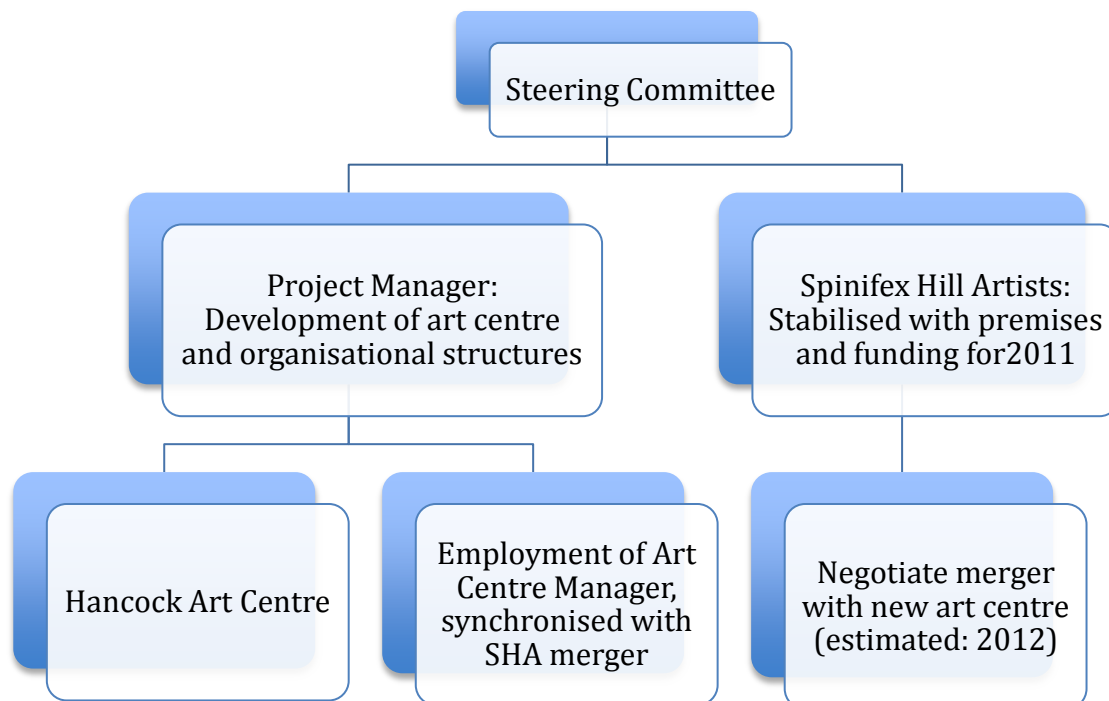 Steering Committee
Project Manager:
Development of art centre
and organisational structures
Spinifex Hill Artists:
Stabilised with premises
and funding for2011
Hancock Art Centre
Employment of Art
Centre Manager,
synchronised with
SHA merger
Negotiate merger
with new art centre
(estimated: 2012)